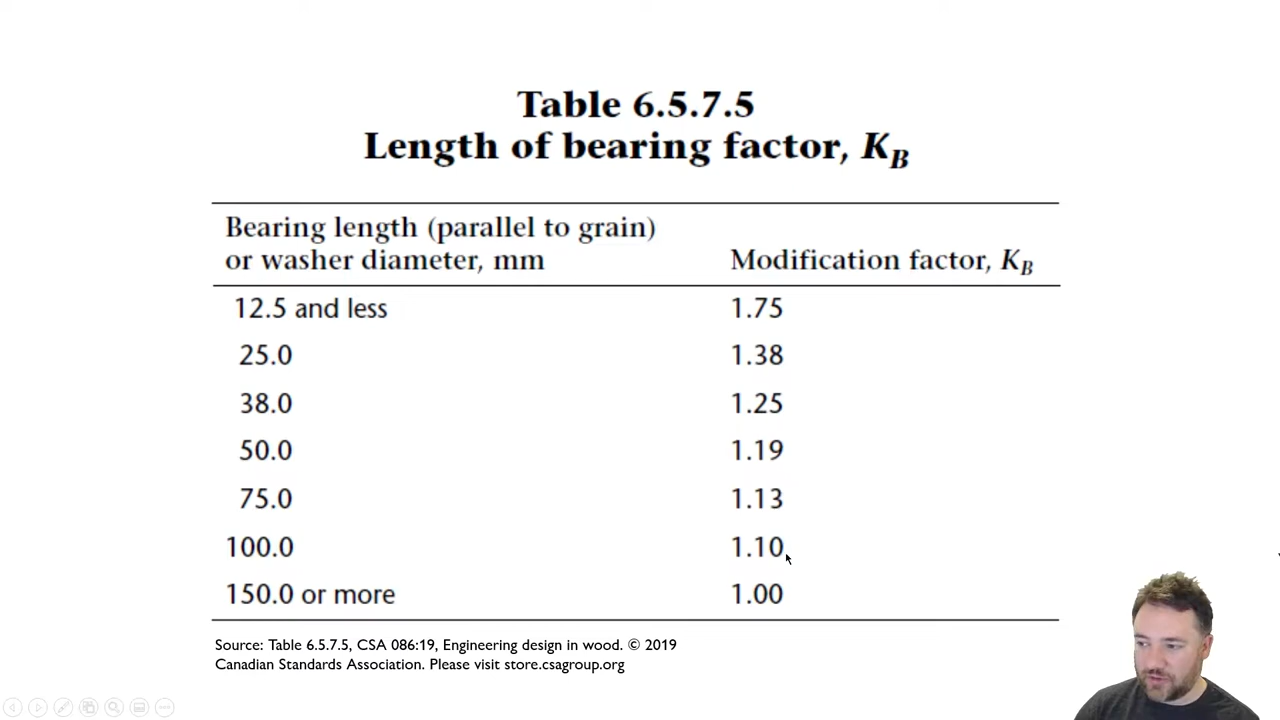 Table 6.5.7.5
Length of bearing factor, K_B
Bearing length (parallel to grain)
or washer diameter, mm Modification factor, K_B
12.5 and less 1.75
25.0 1.38
38.0 1.25
50.0 1.19
75.0 1.13
100.0 1.10
150.0 or more 1.00
Source: Table 6.5.7.5, CSA 086:19, Engineering design in wood. © 2019
Canadian Standards Association. Please visit store.csagroup.org